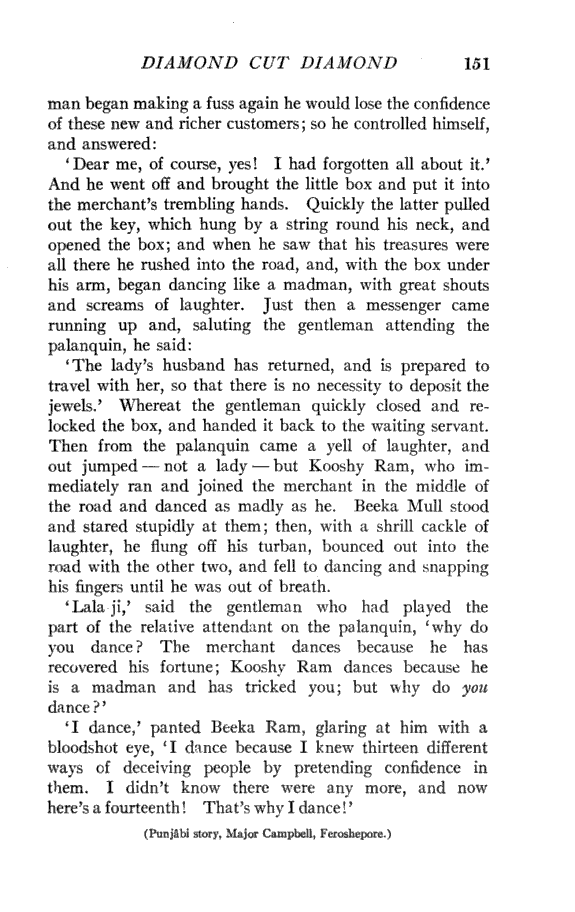 DIAMOND CUT DIAMOND 151
man began making a fuss again he would lose the confidence
of these new and richer customers; so he controlled himself,
and answered:
‘Dear me, of course, yes! I had forgotten all about it.’
And he went off and brought the little box and put it into
the merchant’s trembling hands. Quickly the latter pulled
out the key, which hung by a string round his neck, and
opened the box; and when he saw that his treasures were
all there he rushed into the road, and, with the box under
his arm, began dancing like a madman, with great shouts
and screams of laughter. Just then a messenger came
running up and, saluting the gentleman attending the
palanquin, he said:
‘The lady’s husband has returned, and is prepared to
travel with her, so that there is no necessity to deposit the
jewels.’ Whereat the gentleman quickly closed and re-
locked the box, and handed it back to the waiting servant.
Then from the palanquin came a yell of laughter, and
out jumped — not a lady — but Kooshy Ram, who im-
mediately ran and joined the merchant in the middle of
the road and danced as madly as he. Beeka Mull stood
and stared stupidly at them; then, with a shrill cackle of
laughter, he flung off his turban, bounced out into the
road with the other two, and fell to dancing and snapping
his fingers until he was out of breath.
‘Lala ji,’ said the gentleman who had played the
part of the relative attendant on the palanquin, ‘why do
you dance? The merchant dances because he has
recovered his fortune; Kooshy Ram dances because he
is a madman and has tricked you; but why do you
dance?’
‘I dance,’ panted Beeka Ram, glaring at him with a
bloodshot eye, ‘I dance because I knew thirteen different
ways of deceiving people by pretending confidence in
them. I didn’t know there were any more, and now
here’s a fourteenth! That’s why I dance!’
(Punjâbi story, Major Campbell, Feroshepore.)